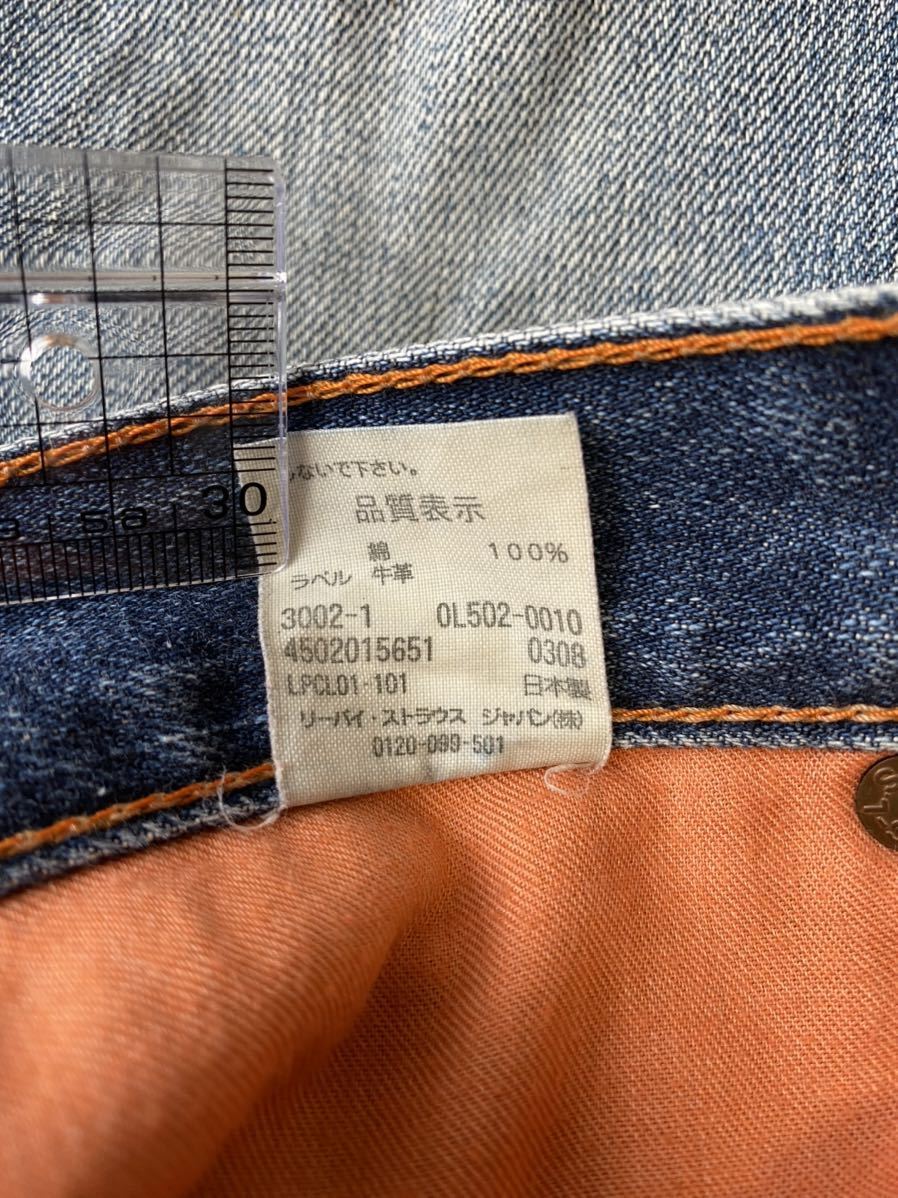 しないで下さい。
品質表示
綿 100%
ラベル 牛革
3002-1 0L502-0010
4502015651 0308
LPCL01-101 日本製
リーバイ・ストラウス ジャパン(株)
0120-099-501
30